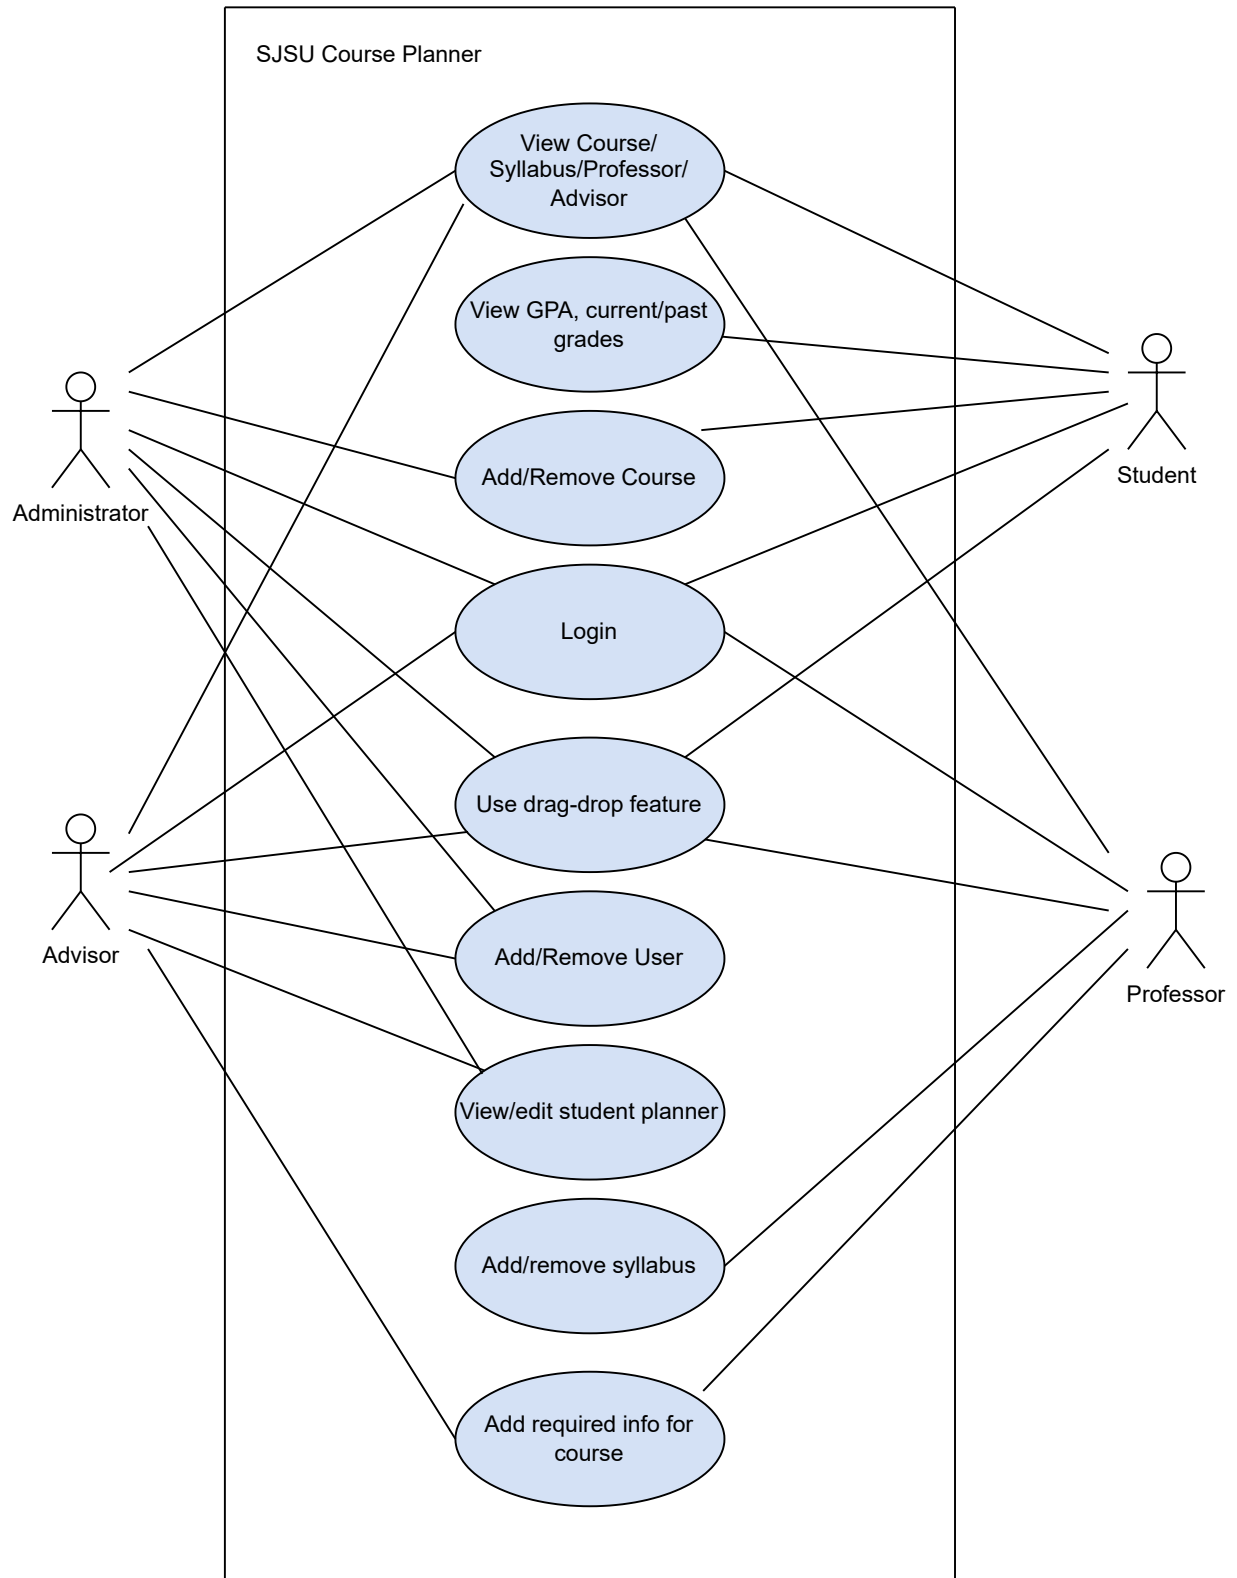 SJSU Course Planner
View Course/
Syllabus/Professor/
Advisor
View GPA, current/past
grades
Add/Remove Course
Student
Administrator
Login
Use drag-drop feature
Advisor
Add/Remove User
Professor
View/edit student planner
Add/remove syllabus
Add required info for
course